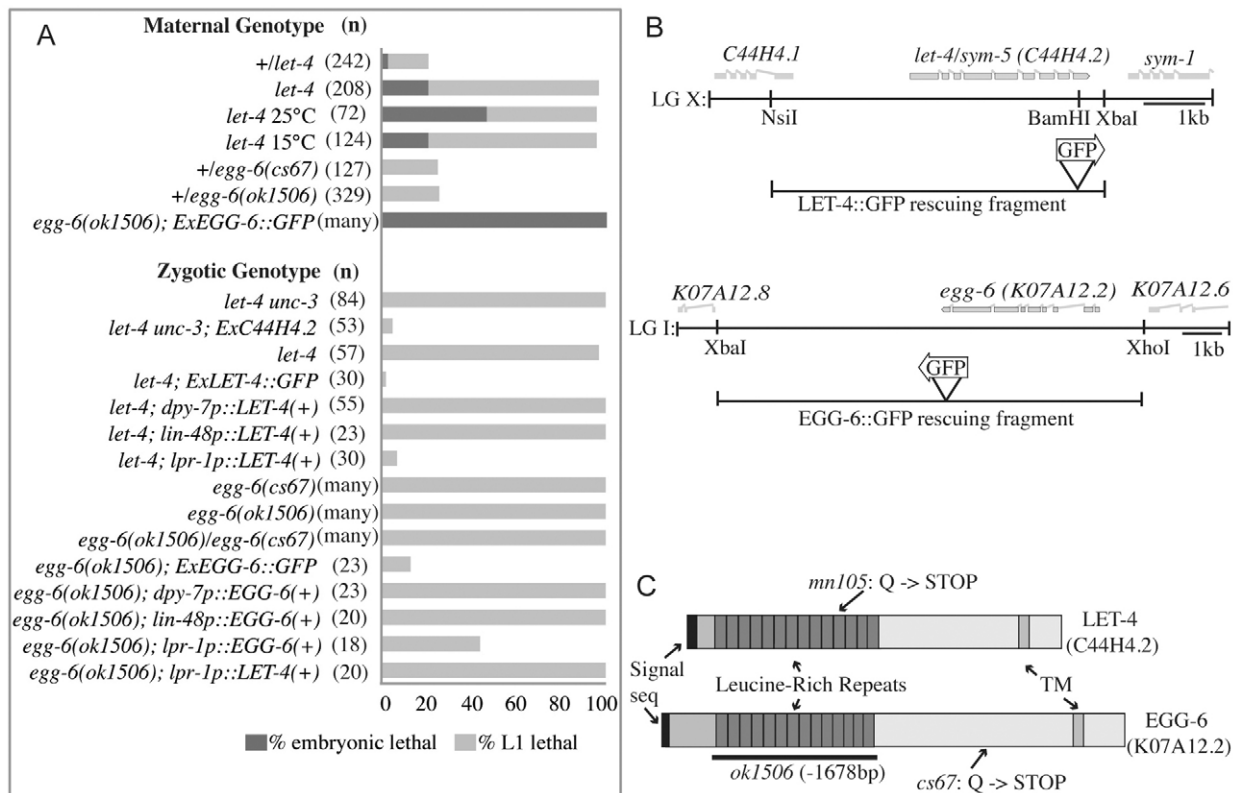 A
Maternal Genotype (n)
+/let-4 (242)
let-4 (208)
let-4 25°C (72)
let-4 15°C (124)
+/egg-6(cs67) (127)
+/egg-6(ok1506) (329)
egg-6(ok1506); ExEGG-6::GFP (many)
Zygotic Genotype (n)
let-4 unc-3 (84)
let-4 unc-3; ExC44H4.2 (53)
let-4 (57)
let-4; ExLET-4::GFP (30)
let-4; dpy-7p::LET-4(+) (55)
let-4; lin-48p::LET-4(+) (23)
let-4; lpr-1p::LET-4(+) (30)
egg-6(cs67) (many)
egg-6(ok1506) (many)
egg-6(ok1506)/egg-6(cs67) (many)
egg-6(ok1506); ExEGG-6::GFP (23)
egg-6(ok1506); dpy-7p::EGG-6(+) (23)
egg-6(ok1506); lin-48p::EGG-6(+) (20)
egg-6(ok1506); lpr-1p::EGG-6(+) (18)
egg-6(ok1506); lpr-1p::LET-4(+) (20)
0 20 40 60 80 100
% embryonic lethal % L1 lethal
B
C44H4.1 let-4/sym-5 (C44H4.2) sym-1
LG X:
NsiI BamHI XbaI 1kb
GFP
LET-4::GFP rescuing fragment
K07A12.8 egg-6 (K07A12.2) K07A12.6
LG I:
XbaI XhoI 1kb
GFP
EGG-6::GFP rescuing fragment
C
mn105: Q -> STOP
LET-4
(C44H4.2)
Signal
seq
Leucine-Rich Repeats
TM
EGG-6
(K07A12.2)
ok1506 (-1678bp)
cs67: Q -> STOP